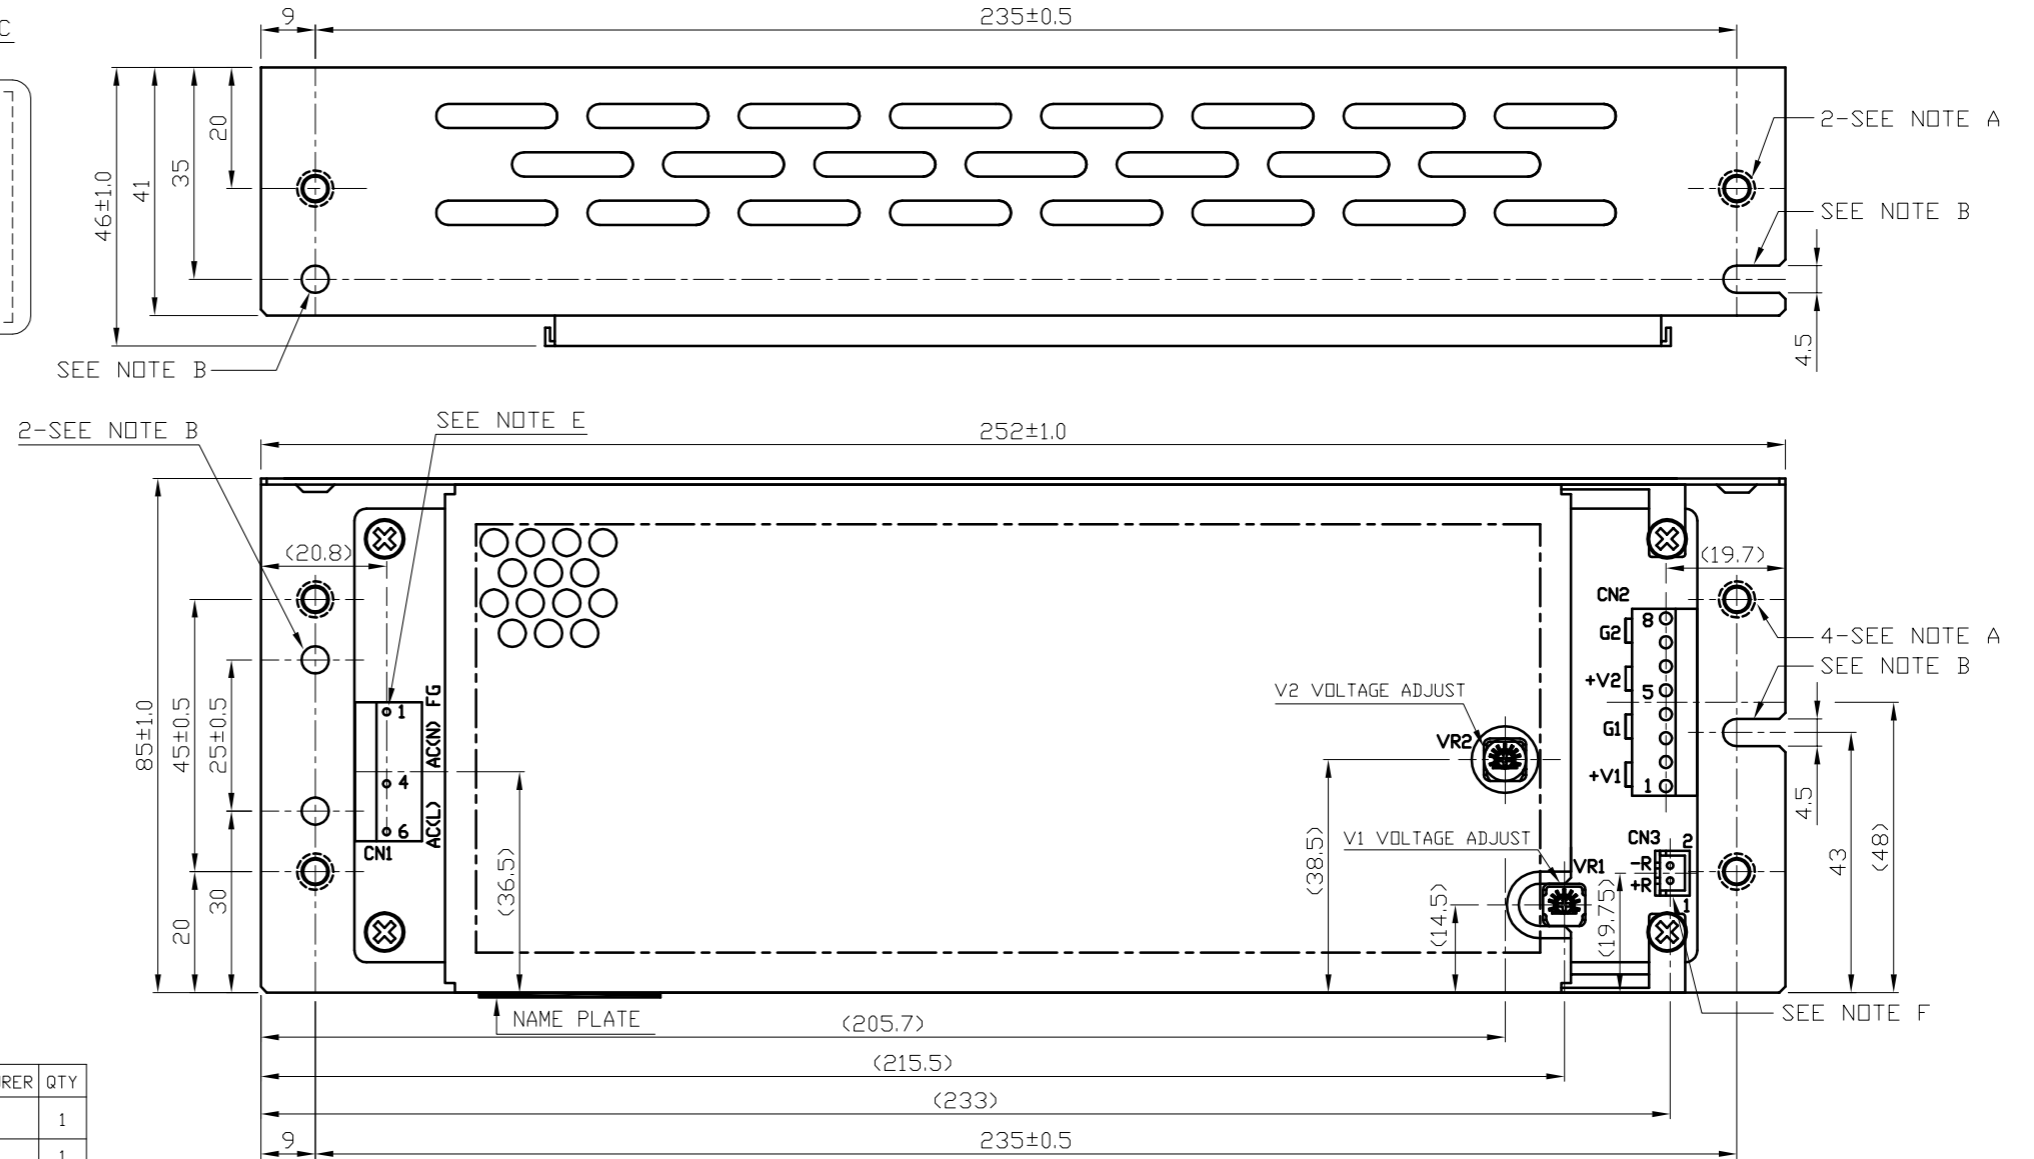 C
9
235±0.5
2-SEE NOTE A
SEE NOTE B
46±1.0
41
35
20
4.5
SEE NOTE B
2-SEE NOTE B
SEE NOTE E
252±1.0
(20.8)
(19.7)
CN2
8
G2
+V2
5
G1
+V1
1
4-SEE NOTE A
SEE NOTE B
V2 VOLTAGE ADJUST
VR2
V1 VOLTAGE ADJUST
VR1
85±1.0
45±0.5
25±0.5
30
20
1
4
6
CN1
AC(L) AC(N) FG
(36.5)
(38.5)
(14.5)
(19.75)
CN3
2
-R
+R
1
4.5
43
(48)
SEE NOTE F
NAME PLATE
(205.7)
(215.5)
(233)
9
235±0.5
RER QTY
1
1